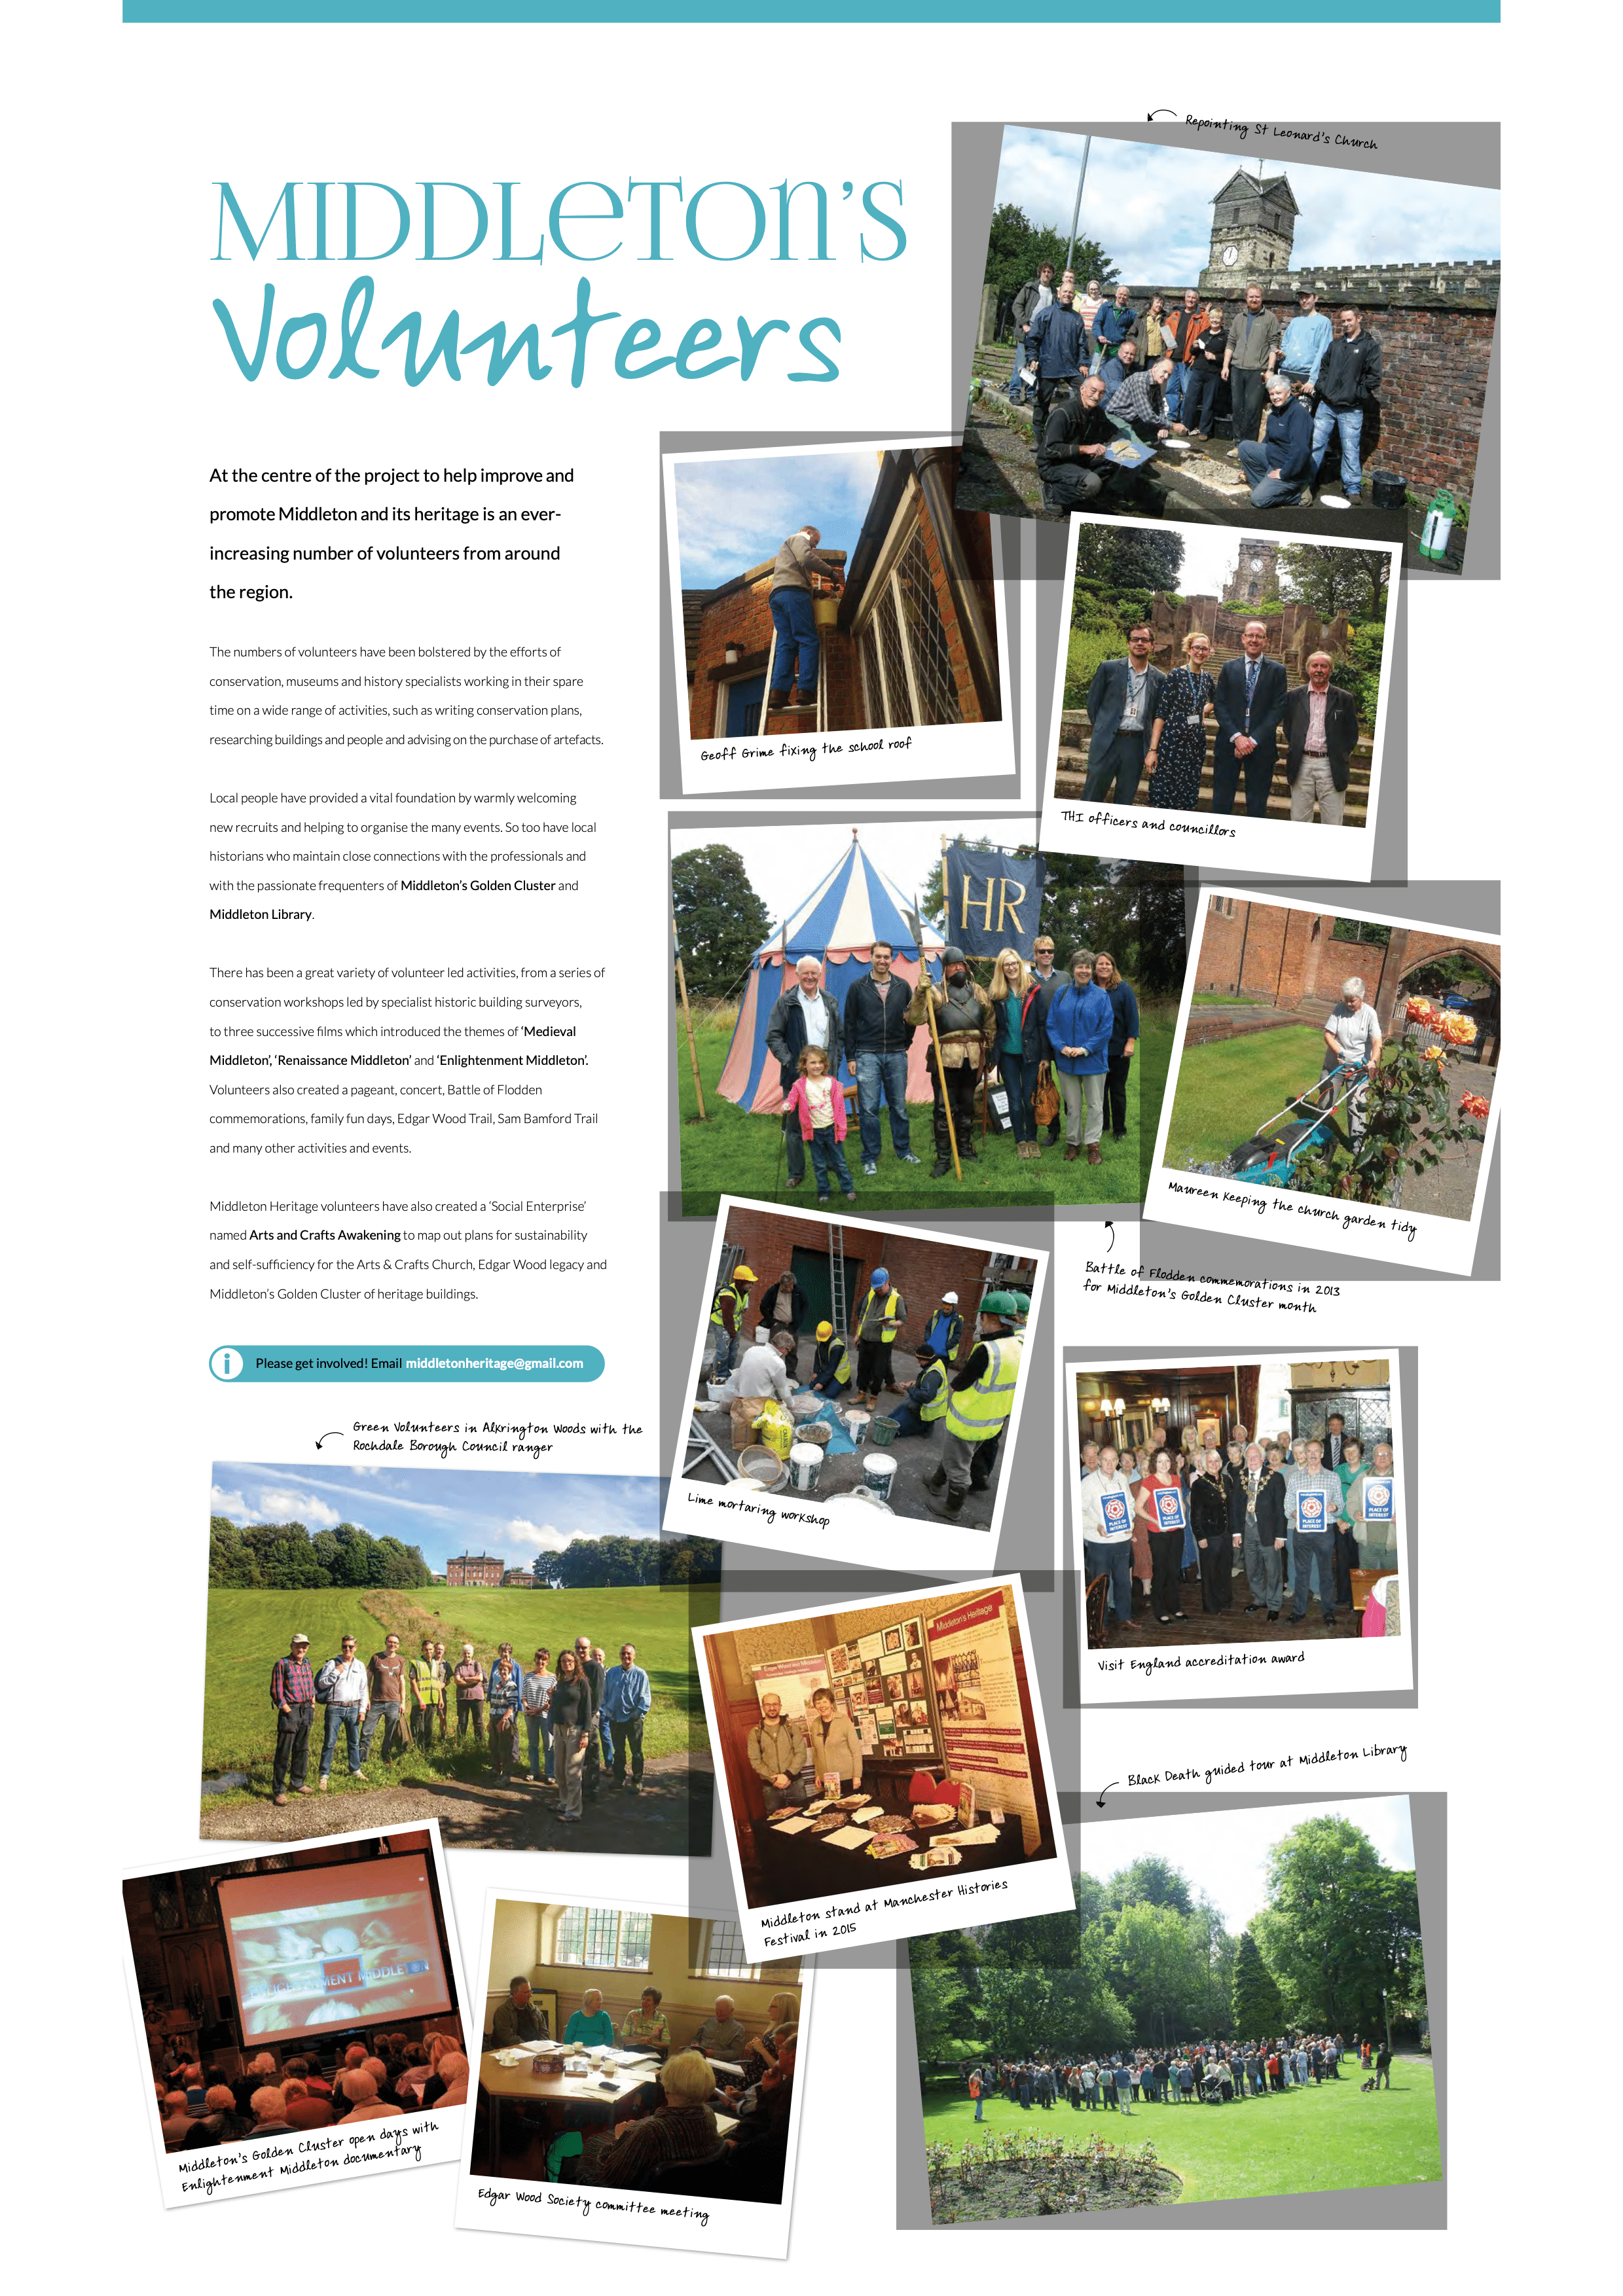 Repointing St Leonard's Church
MIDDLeTOn'S
Volunteers
At the centre of the project to help improve and
promote Middleton and its heritage is an ever-
increasing number of volunteers from around
the region.
The numbers of volunteers have been bolstered by the efforts of
conservation, museums and history specialists working in their spare
time on a wide range of activities, such as writing conservation plans,
researching buildings and people and advising on the purchase of artefacts.
Local people have provided a vital foundation by warmly welcoming
new recruits and helping to organise the many events. So too have local
historians who maintain close connections with the professionals and
with the passionate frequenters of Middleton's Golden Cluster and
Middleton Library.
There has been a great variety of volunteer led activities, from a series of
conservation workshops led by specialist historic building surveyors,
to three successive films which introduced the themes of 'Medieval
Middleton', 'Renaissance Middleton' and 'Enlightenment Middleton'.
Volunteers also created a pageant, concert, Battle of Flodden
commemorations, family fun days, Edgar Wood Trail, Sam Bamford Trail
and many other activities and events.
Middleton Heritage volunteers have also created a 'Social Enterprise'
named Arts and Crafts Awakening to map out plans for sustainability
and self-sufficiency for the Arts & Crafts Church, Edgar Wood legacy and
Middleton's Golden Cluster of heritage buildings.
i Please get involved! Email middletonheritage@gmail.com
Geoff Grime fixing the school roof
THI officers and councillors
HR
Maureen keeping the church garden tidy
Battle of Flodden commemorations in 2013
for Middleton's Golden Cluster month
Lime mortaring workshop
PLACE OF
INTEREST
PLACE OF
INTEREST
PLACE OF
INTEREST
PLACE OF
INTEREST
Visit England accreditation award
Green Volunteers in Alkrington Woods with the
Rochdale Borough Council ranger
Middleton's Heritage
Middleton stand at Manchester Histories
Festival in 2015
Black Death guided tour at Middleton Library
ENLIGHTENMENT MIDDLETON
Middleton's Golden Cluster open days with
Enlightenment Middleton documentary
Edgar Wood Society committee meeting